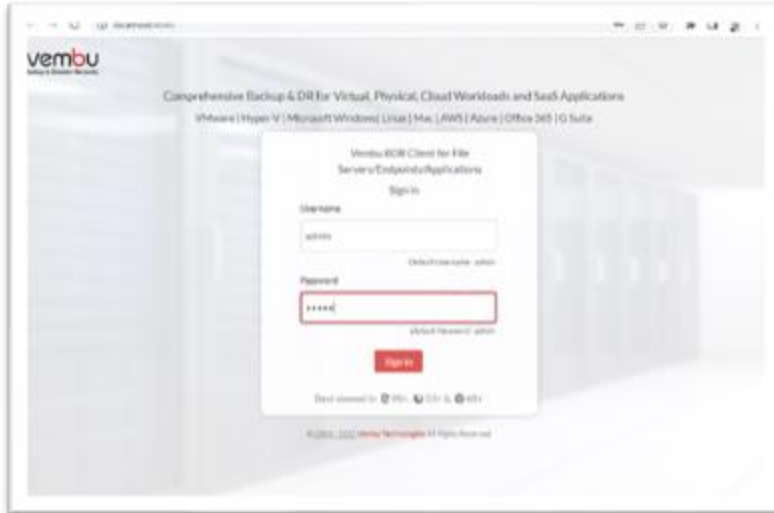 vembu
Comprehensive Backup & DR for Virtual, Physical, Cloud Workloads and SaaS Applications
VMware | Hyper-V | Microsoft Windows | Linux | Mac | AWS | Azure | Office 365 | G Suite
Vembu BDR Client for File
Servers/Endpoints/Applications
Sign in
Username
admin
Default Username: admin
Password
Default Password: admin
Sign In
Best viewed in
Vembu Technologies All Rights Reserved